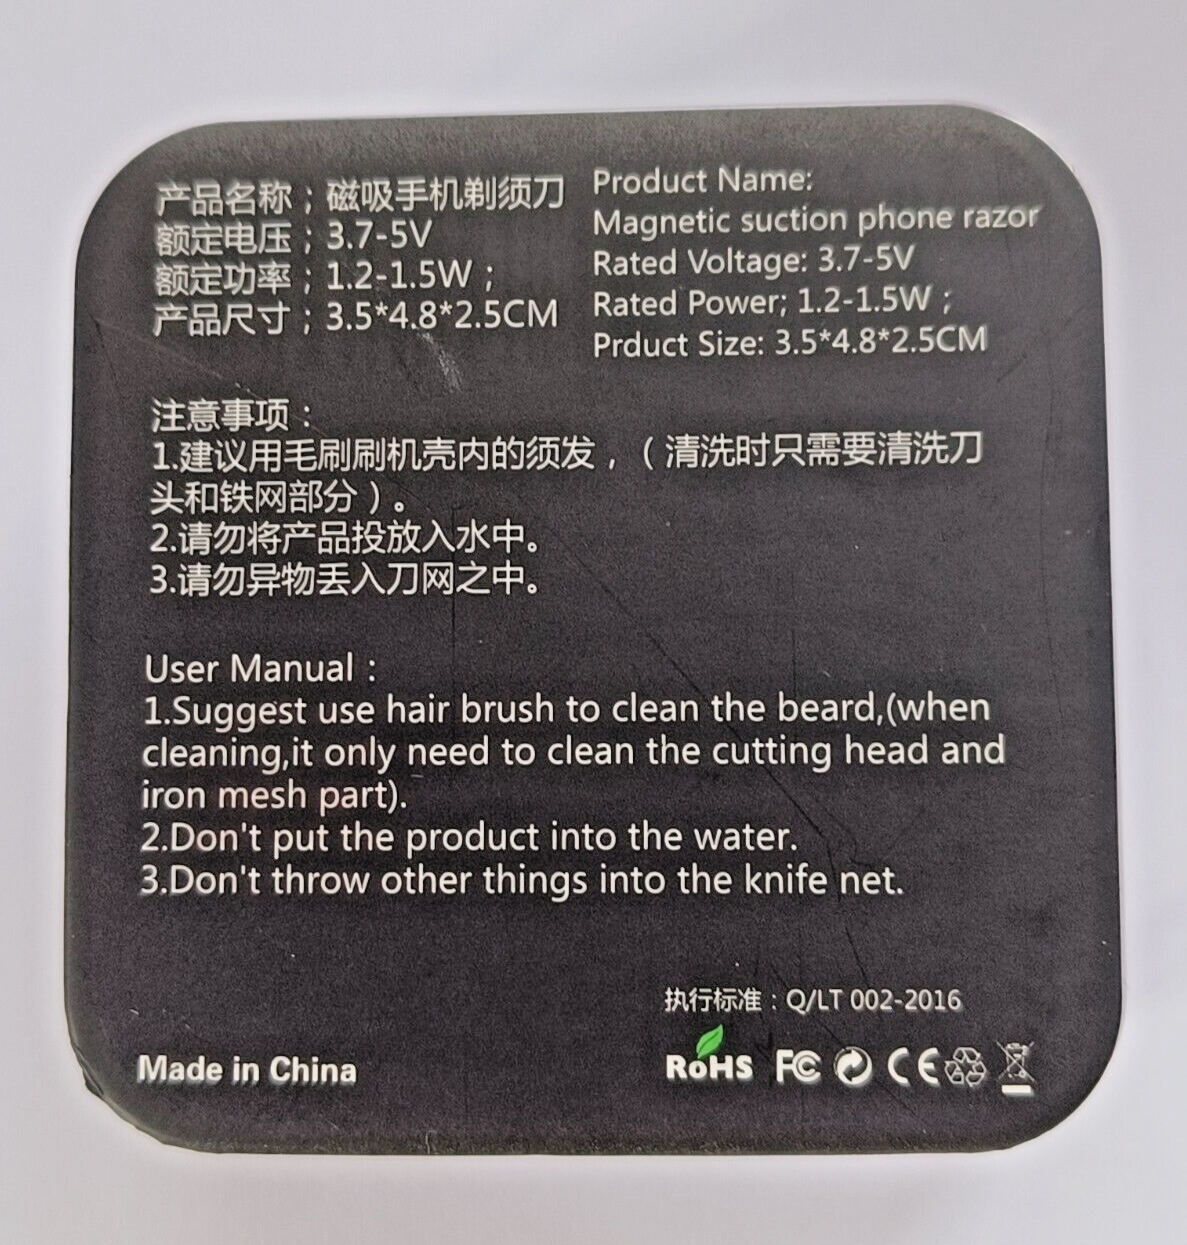 产品名称；磁吸手机剃须刀
额定电压；3.7-5V
额定功率；1.2-1.5W；
产品尺寸；3.5*4.8*2.5CM
Product Name:
Magnetic suction phone razor
Rated Voltage: 3.7-5V
Rated Power; 1.2-1.5W；
Prduct Size: 3.5*4.8*2.5CM
注意事项：
1.建议用毛刷刷机壳内的须发，（清洗时只需要清洗刀
头和铁网部分）。
2.请勿将产品投放入水中。
3.请勿异物丢入刀网之中。
User Manual：
1.Suggest use hair brush to clean the beard,(when
cleaning,it only need to clean the cutting head and
iron mesh part).
2.Don't put the product into the water.
3.Don't throw other things into the knife net.
执行标准：Q/LT 002-2016
Made in China
RoHS FC CE